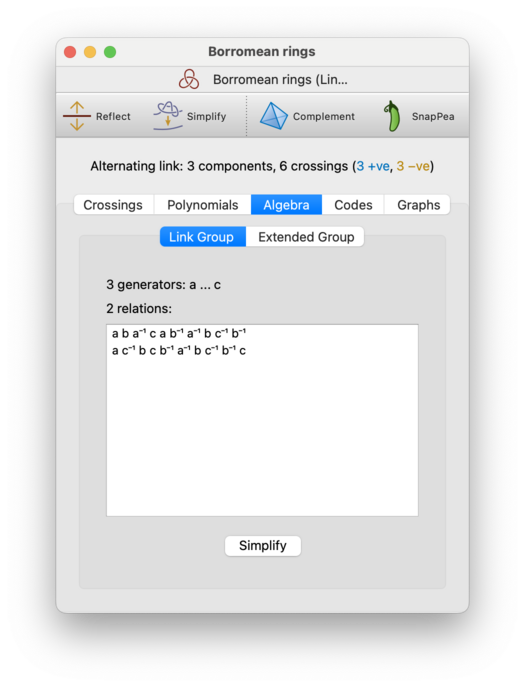 Borromean rings
Borromean rings (Lin...
Reflect Simplify Complement SnapPea
Alternating link: 3 components, 6 crossings (3 +ve, 3 −ve)
Crossings Polynomials Algebra Codes Graphs
Link Group Extended Group
3 generators: a ... c
2 relations:
a b a⁻¹ c a b⁻¹ a⁻¹ b c⁻¹ b⁻¹
a c⁻¹ b c b⁻¹ a⁻¹ b c⁻¹ b⁻¹ c
Simplify